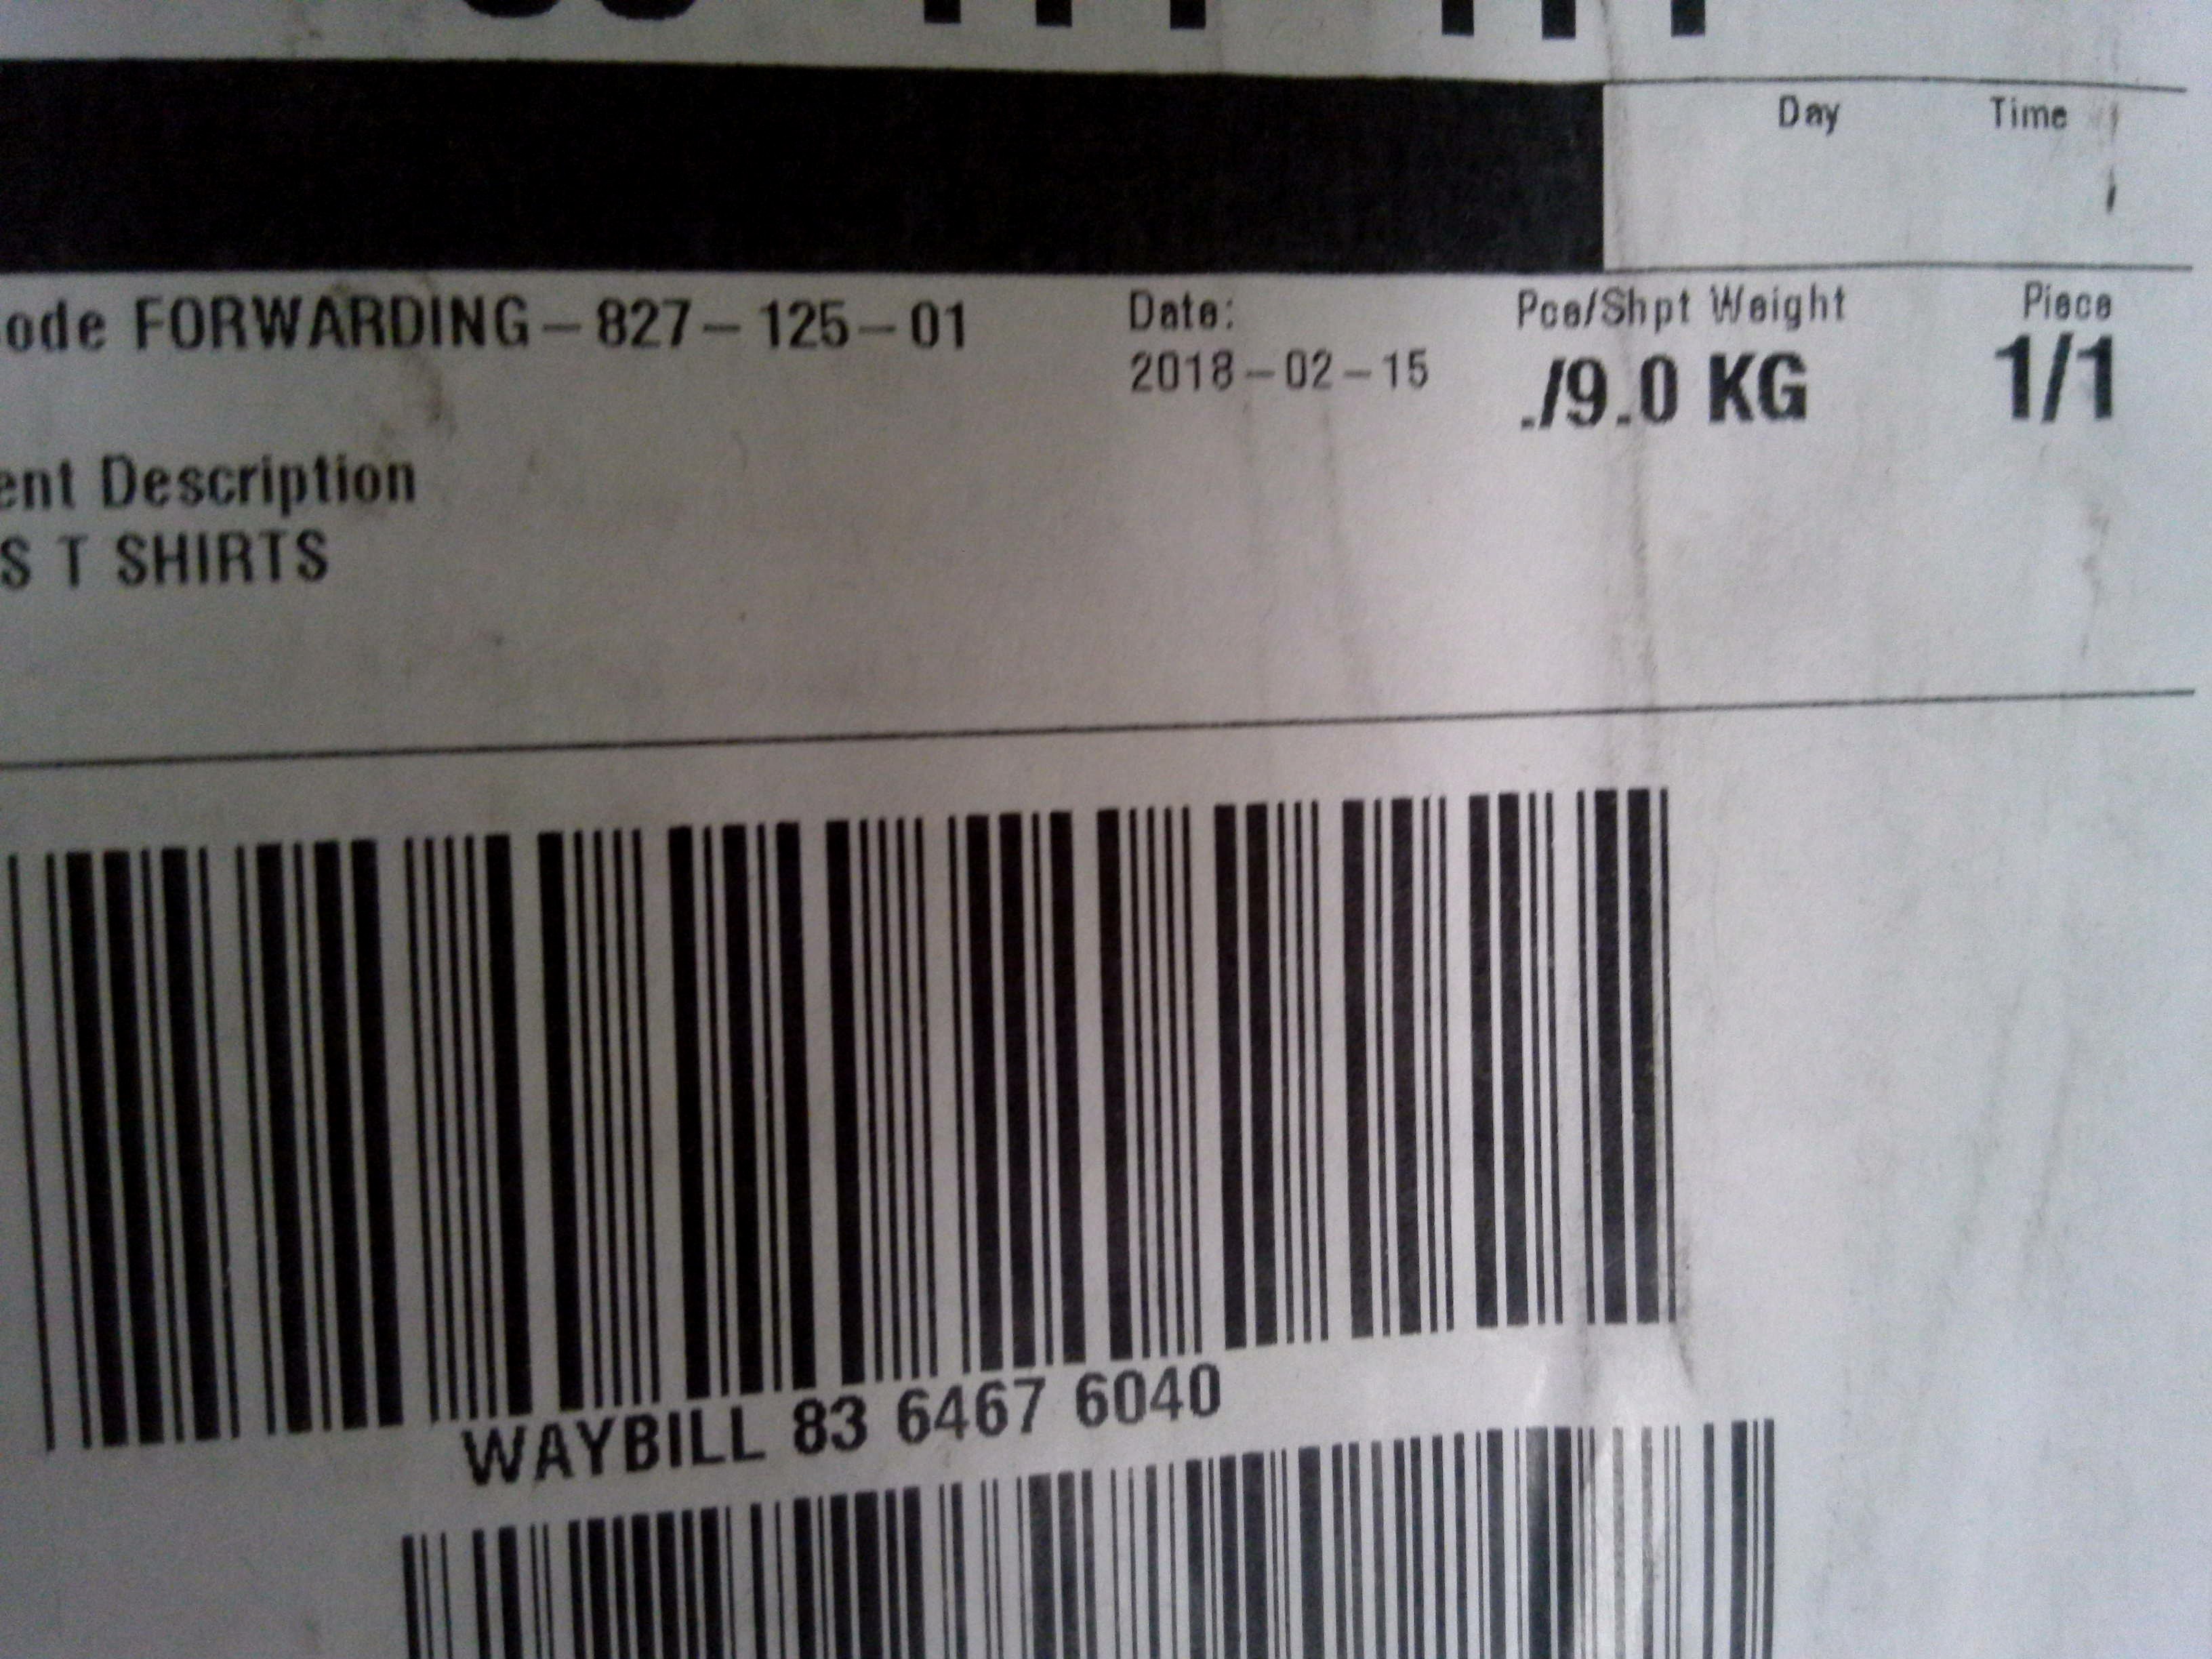 Day Time
ode FORWARDING-827-125-01 Date: Pce/Shpt Weight Piece
2018-02-15 ./9.0 KG 1/1
ent Description
S T SHIRTS
WAYBILL 83 6467 6040